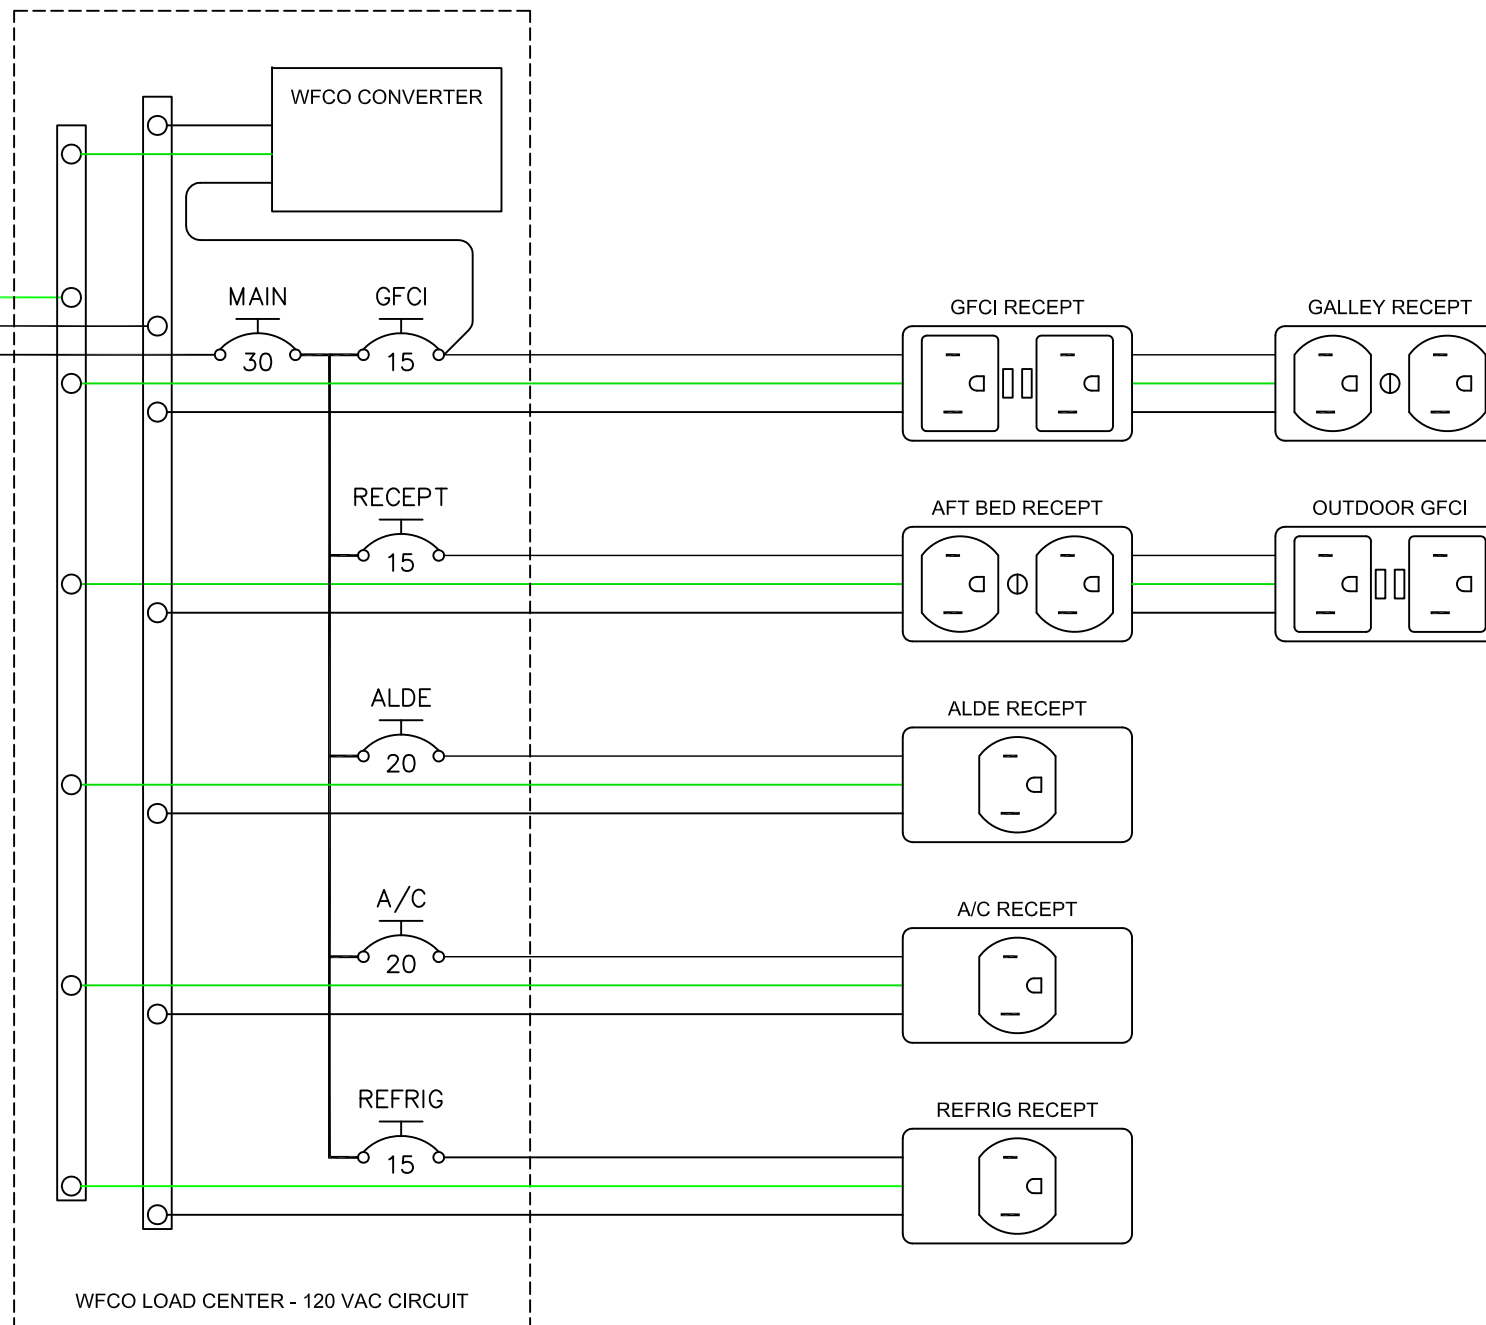 WFCO CONVERTER
MAIN
GFCI
30
15
GFCI RECEPT
GALLEY RECEPT
RECEPT
15
AFT BED RECEPT
OUTDOOR GFCI
ALDE
20
ALDE RECEPT
A/C
20
A/C RECEPT
REFRIG
15
REFRIG RECEPT
WFCO LOAD CENTER - 120 VAC CIRCUIT